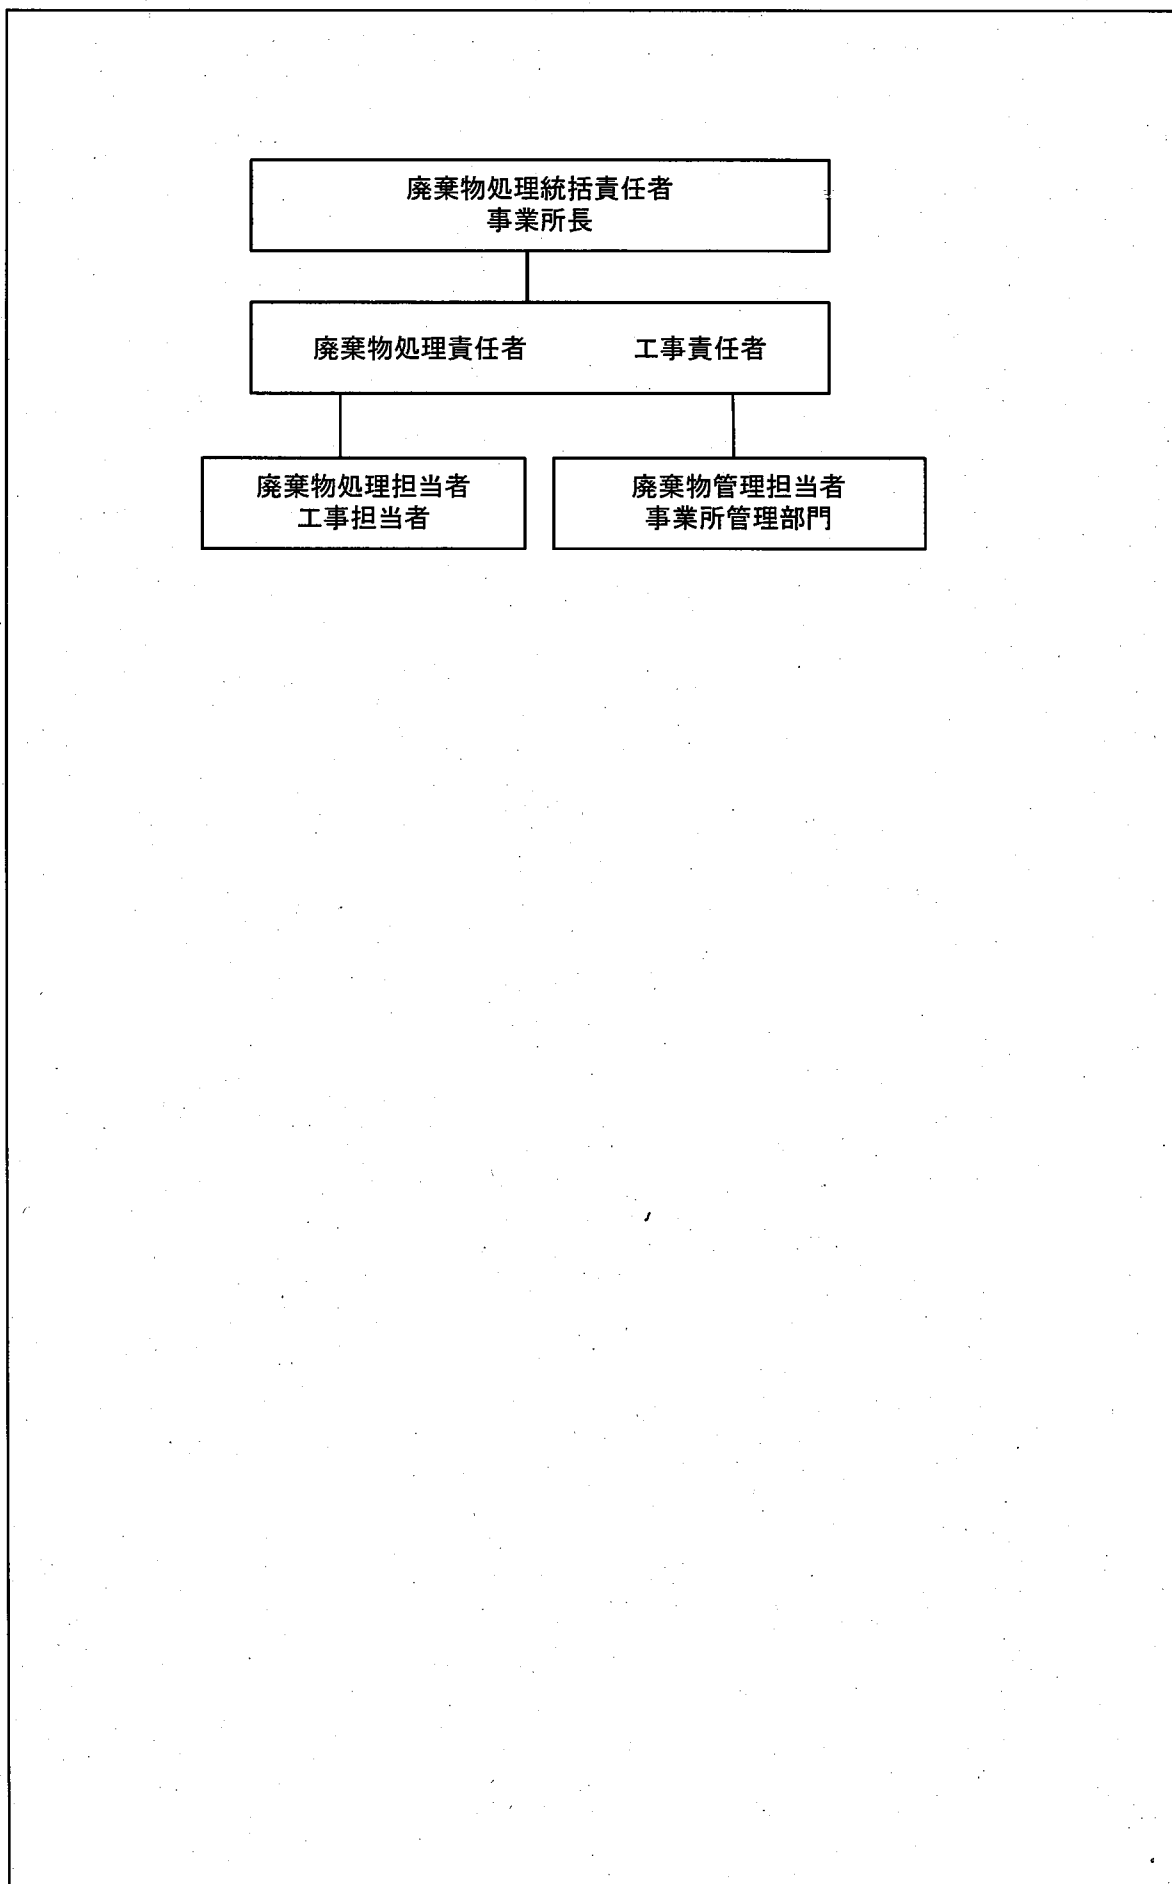 廃棄物処理統括責任者
事業所長
廃棄物処理責任者 工事責任者
廃棄物処理担当者
工事担当者
廃棄物管理担当者
事業所管理部門